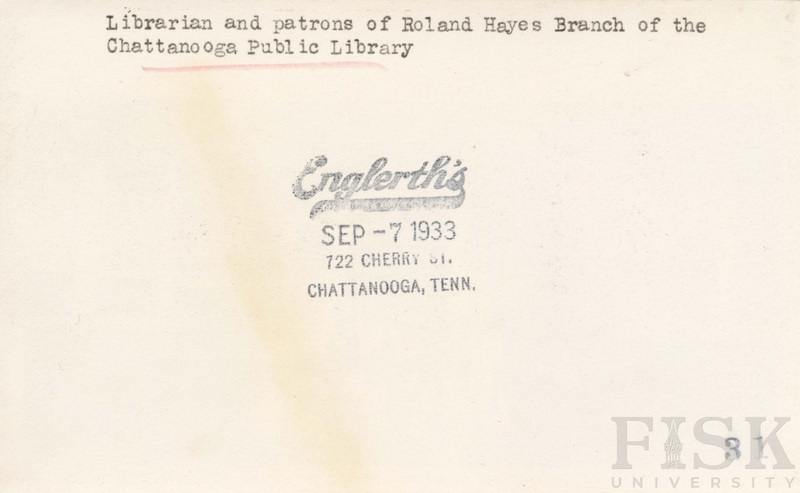 Librarian and patrons of Roland Hayes Branch of the
Chattanooga Public Library
Englerth's
SEP -7 1933
722 CHERRY ST.
CHATTANOOGA, TENN.
31
FISK
UNIVERSITY